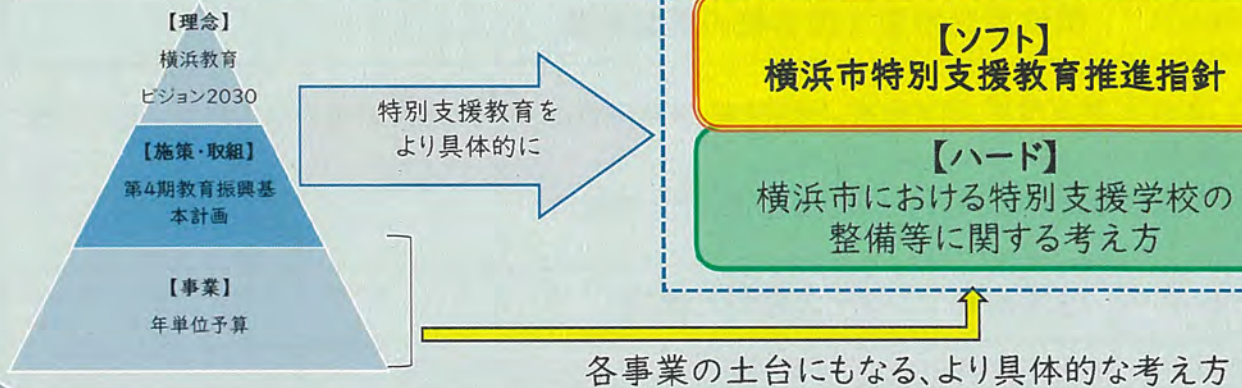 【理念】
横浜教育
ビジョン2030
【施策・取組】
第4期教育振興基
本計画
【事業】
年単位予算
特別支援教育を
より具体的に
【ソフト】
横浜市特別支援教育推進指針
【ハード】
横浜市における特別支援学校の
整備等に関する考え方
各事業の土台にもなる、より具体的な考え方